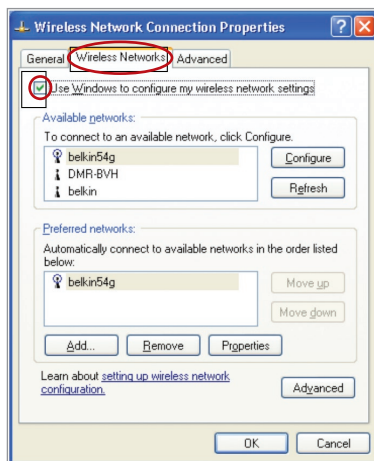 Wireless Network Connection Properties
General Wireless Networks Advanced
Use Windows to configure my wireless network settings
Available networks:
To connect to an available network, click Configure.
belkin54g
DMR-BVH
belkin
Configure
Refresh
Preferred networks:
Automatically connect to available networks in the order listed
below:
belkin54g
Move up
Move down
Add... Remove Properties
Learn about setting up wireless network
configuration.
Advanced
OK Cancel